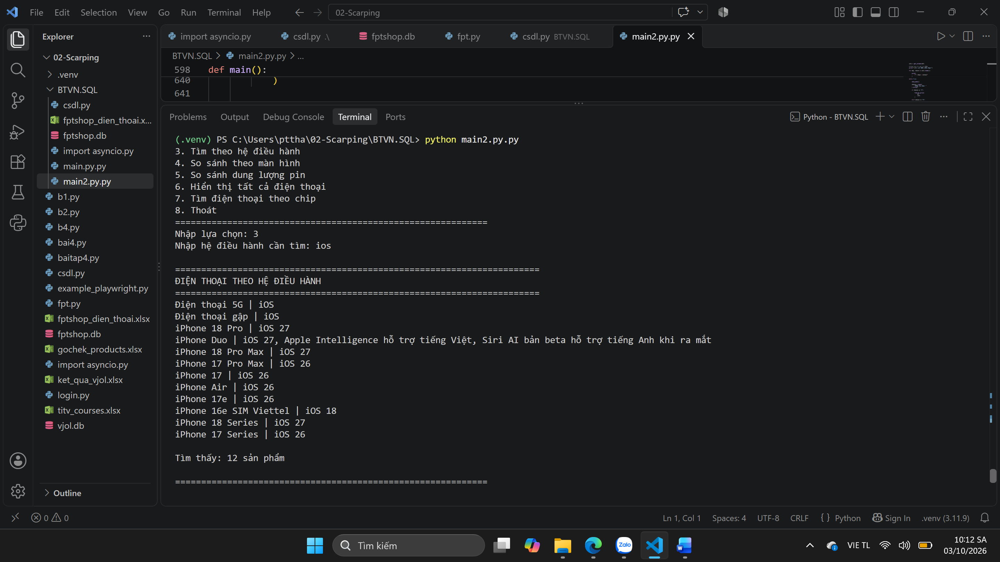 File Edit Selection View Go Run Terminal Help
02-Scarping
Explorer
02-Scarping
.venv
BTVN.SQL
csdl.py
fptshop_dien_thoai.x...
fptshop.db
import asyncio.py
main.py.py
main2.py.py
b1.py
b2.py
b4.py
bai4.py
baitap4.py
csdl.py
example_playwright.py
fpt.py
fptshop_dien_thoai.xlsx
fptshop.db
gochek_products.xlsx
import asyncio.py
ket_qua_vjol.xlsx
login.py
titv_courses.xlsx
vjol.db
Outline
import asyncio.py csdl.py .\ fptshop.db fpt.py csdl.py BTVN.SQL main2.py.py
BTVN.SQL > main2.py.py > ...
598 def main():
640 )
641
Problems Output Debug Console Terminal Ports
Python - BTVN.SQL
(.venv) PS C:\Users\pttha\02-Scarping\BTVN.SQL> python main2.py.py
3. Tìm theo hệ điều hành
4. So sánh theo màn hình
5. So sánh dung lượng pin
6. Hiển thị tất cả điện thoại
7. Tìm điện thoại theo chip
8. Thoát
============================================================
Nhập lựa chọn: 3
Nhập hệ điều hành cần tìm: ios
======================================================================
ĐIỆN THOẠI THEO HỆ ĐIỀU HÀNH
======================================================================
Điện thoại 5G | iOS
Điện thoại gập | iOS
iPhone 18 Pro | iOS 27
iPhone Duo | iOS 27, Apple Intelligence hỗ trợ tiếng Việt, Siri AI bản beta hỗ trợ tiếng Anh khi ra mắt
iPhone 18 Pro Max | iOS 27
iPhone 17 Pro Max | iOS 26
iPhone 17 | iOS 26
iPhone Air | iOS 26
iPhone 17e | iOS 26
iPhone 16e SIM Viettel | iOS 18
iPhone 18 Series | iOS 27
iPhone 17 Series | iOS 26
Tìm thấy: 12 sản phẩm
============================================================
0 0
Ln 1, Col 1 Spaces: 4 UTF-8 CRLF {} Python Sign In .venv (3.11.9)
Tìm kiếm
Zalo
W
VIE TL
10:12 SA
03/10/2026